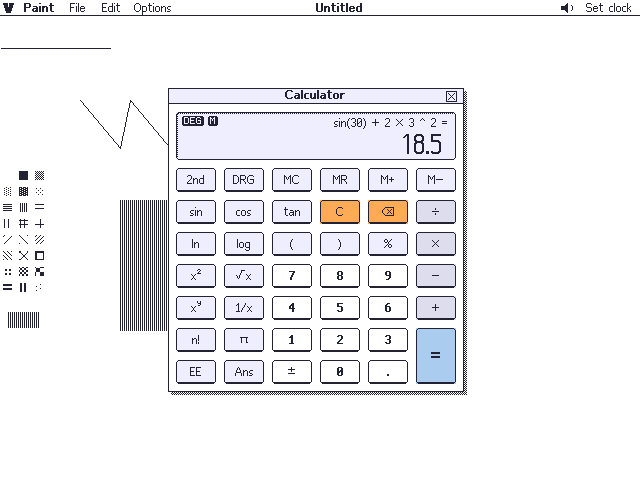 Paint File Edit Options Untitled Set clock
Calculator
DEG M sin(30) + 2 × 3 ^ 2 =
18.5
2nd DRG MC MR M+ M−
sin cos tan C ⌫ ÷
ln log ( ) % ×
x² √x 7 8 9 −
xʸ 1/x 4 5 6 +
n! π 1 2 3 =
EE Ans ± 0 .